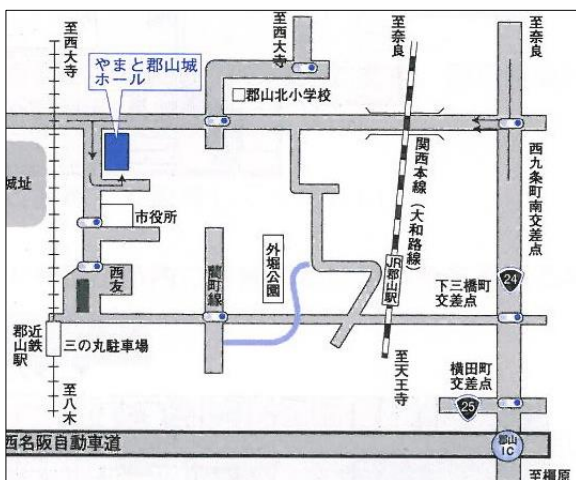 至西大寺
至西大寺
至奈良
至奈良
やまと郡山城
ホール
郡山北小学校
関西本線（大和路線）
西九条町南交差点
城址
市役所
西友
藺町線
外堀公園
JR郡山駅
24
下三橋町
交差点
近鉄
郡山駅
三の丸駐車場
至天王寺
横田町
交差点
25
至八木
西名阪自動車道
郡山
IC
至橿原